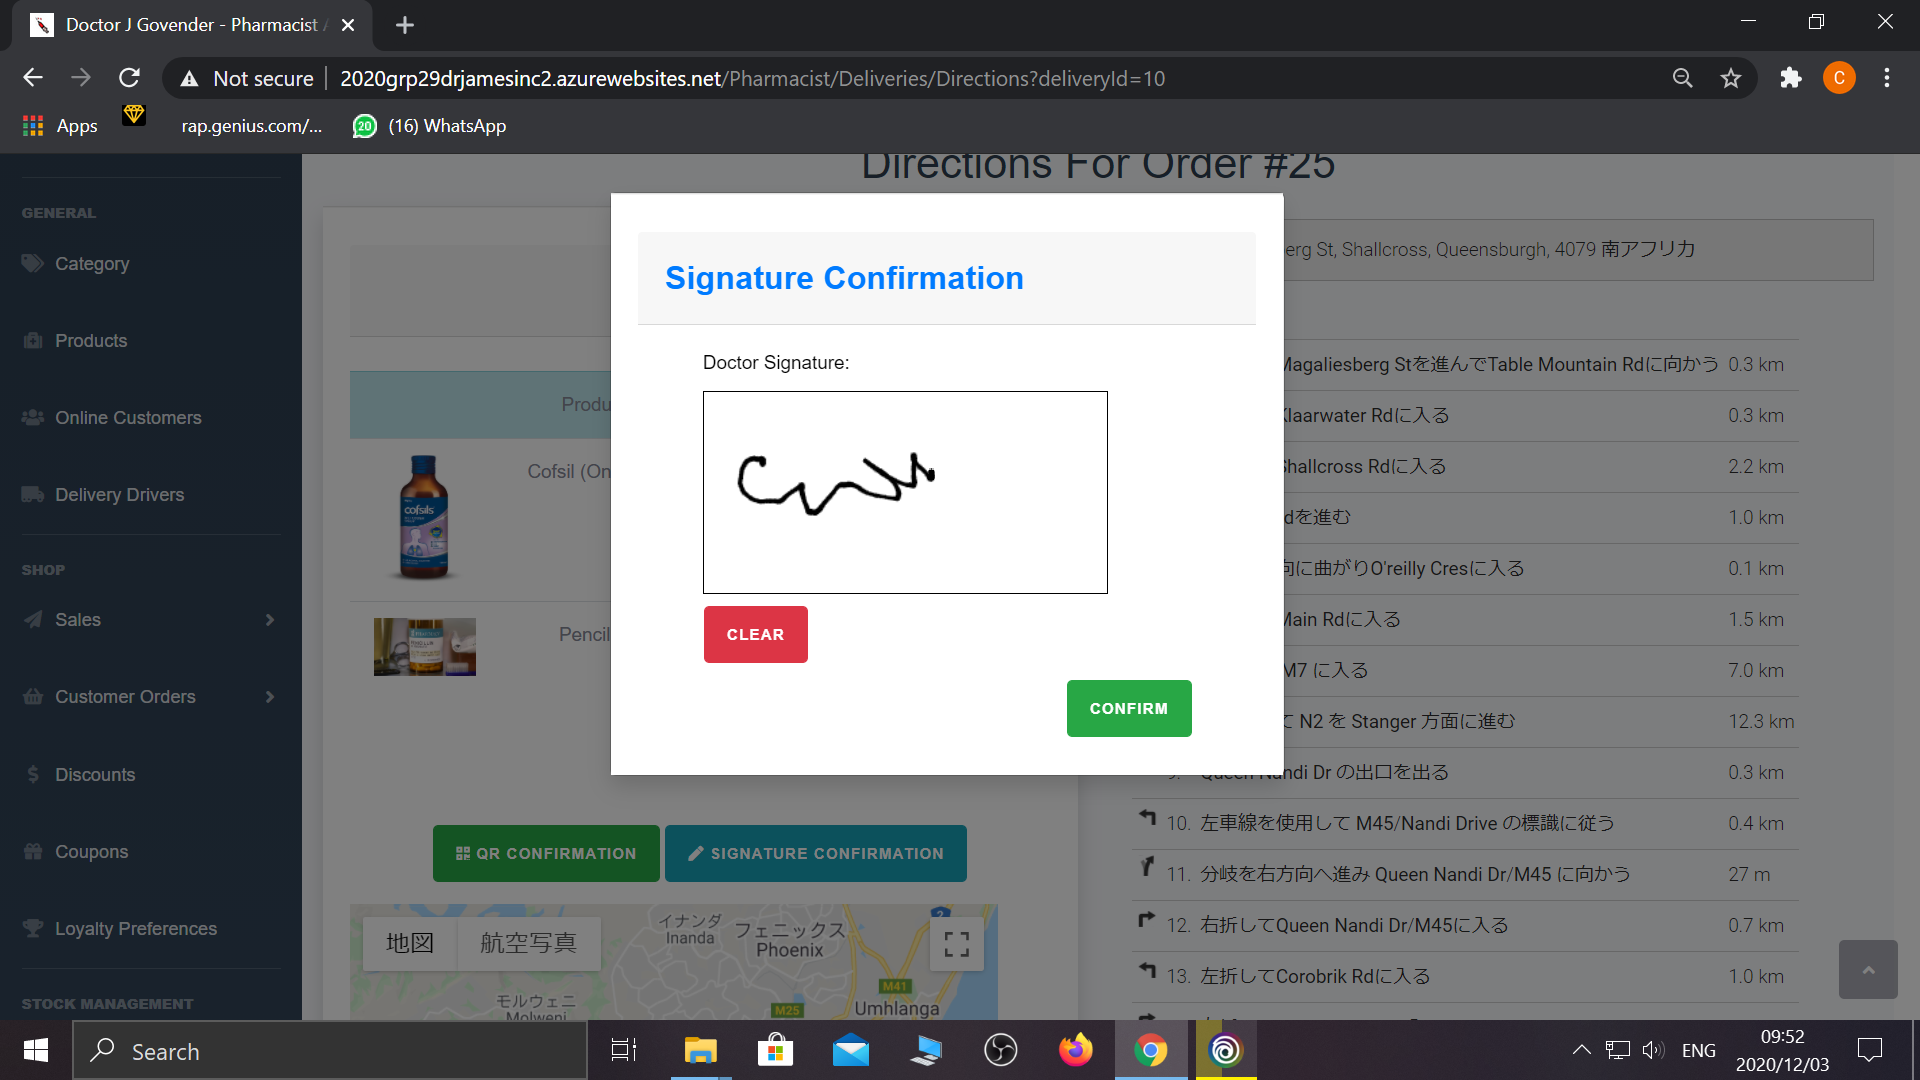 Doctor J Govender - Pharmacist
Not secure
2020grp29drjamesinc2.azurewebsites.net/Pharmacist/Deliveries/Directions?deliveryId=10
C
Apps
rap.genius.com/...
20
(16) WhatsApp
GENERAL
Category
Products
Online Customers
Delivery Drivers
SHOP
Sales
Customer Orders
Discounts
Coupons
Loyalty Preferences
STOCK MANAGEMENT
Directions For Order #25
Signature Confirmation
Doctor Signature:
CLEAR
CONFIRM
cofsils
Cofsil
QR CONFIRMATION
SIGNATURE CONFIRMATION
地図
航空写真
イナンダ
Inanda
フェニックス
Phoenix
2
M41
Umhlanga
モルウェニ
Molweni
M25
St, Shallcross, Queensburgh, 4079 南アフリカ
Magaliesberg Stを進んでTable Mountain Rdに向かう 0.3 km
Klaarwater Rdに入る 0.3 km
Shallcross Rdに入る 2.2 km
を進む 1.0 km
に曲がりO'reilly Cresに入る 0.1 km
Main Rdに入る 1.5 km
M7 に入る 7.0 km
N2 を Stanger 方面に進む 12.3 km
9. Queen Nandi Dr の出口を出る 0.3 km
10. 左車線を使用して M45/Nandi Drive の標識に従う 0.4 km
11. 分岐を右方向へ進み Queen Nandi Dr/M45 に向かう 27 m
12. 右折してQueen Nandi Dr/M45に入る 0.7 km
13. 左折してCorobrik Rdに入る 1.0 km
Search
ENG
09:52
2020/12/03